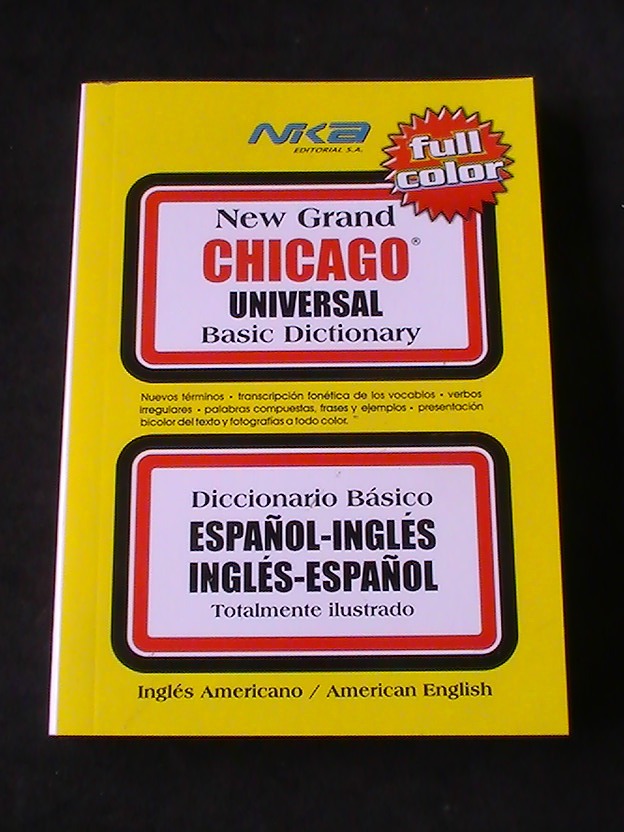 NIKA
EDITORIAL S.A.
full
color
New Grand
CHICAGO®
UNIVERSAL
Basic Dictionary
Nuevos términos • transcripción fonética de los vocablos • verbos
irregulares • palabras compuestas, frases y ejemplos • presentación
bicolor del texto y fotografías a todo color.
Diccionario Básico
ESPAÑOL-INGLÉS
INGLÉS-ESPAÑOL
Totalmente ilustrado
Inglés Americano / American English